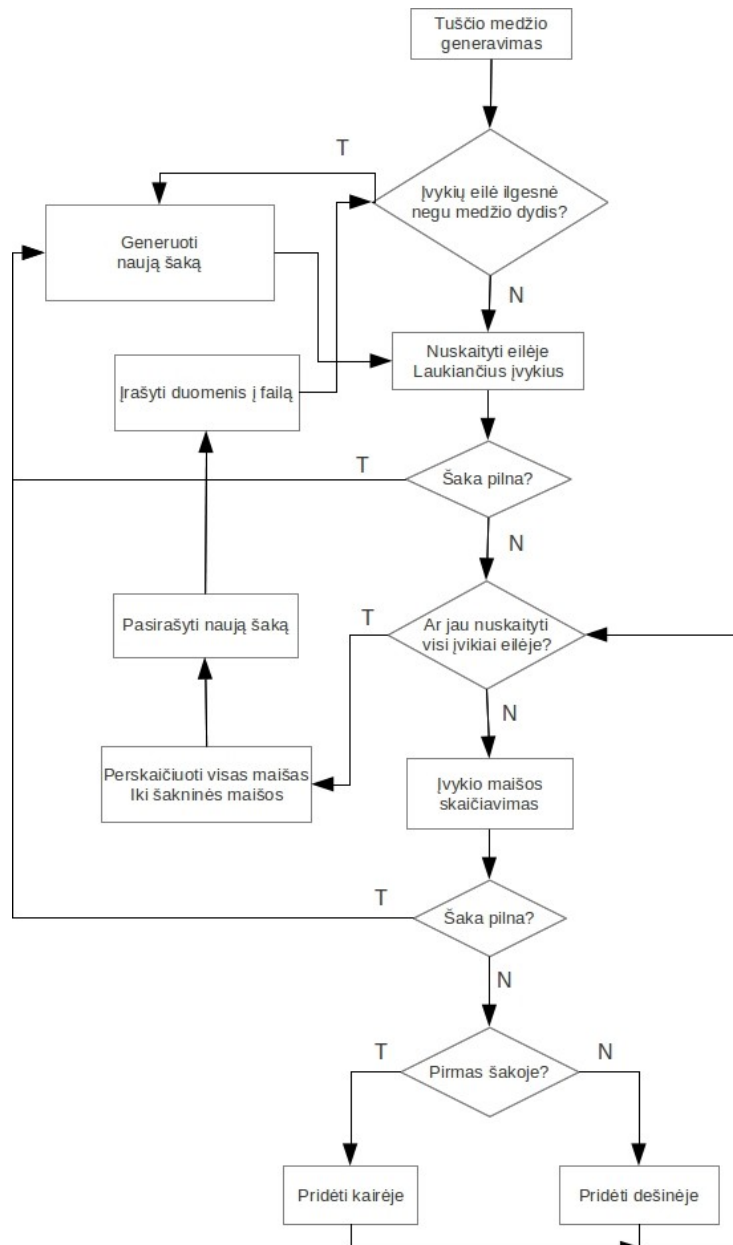 Tuščio medžio
generavimas
T
Įvykių eilė ilgesnė
negu medžio dydis?
Generuoti
naują šaką
N
Nuskaityti eilėje
Laukiančius įvykius
Įrašyti duomenis į failą
T
Šaka pilna?
N
Pasirašyti naują šaką
T
Ar jau nuskaityti
visi įvikiai eilėje?
N
Perskaičiuoti visas maišas
Iki šakninės maišos
Įvykio maišos
skaičiavimas
T
Šaka pilna?
N
T
Pirmas šakoje?
N
Pridėti kairėje
Pridėti dešinėje